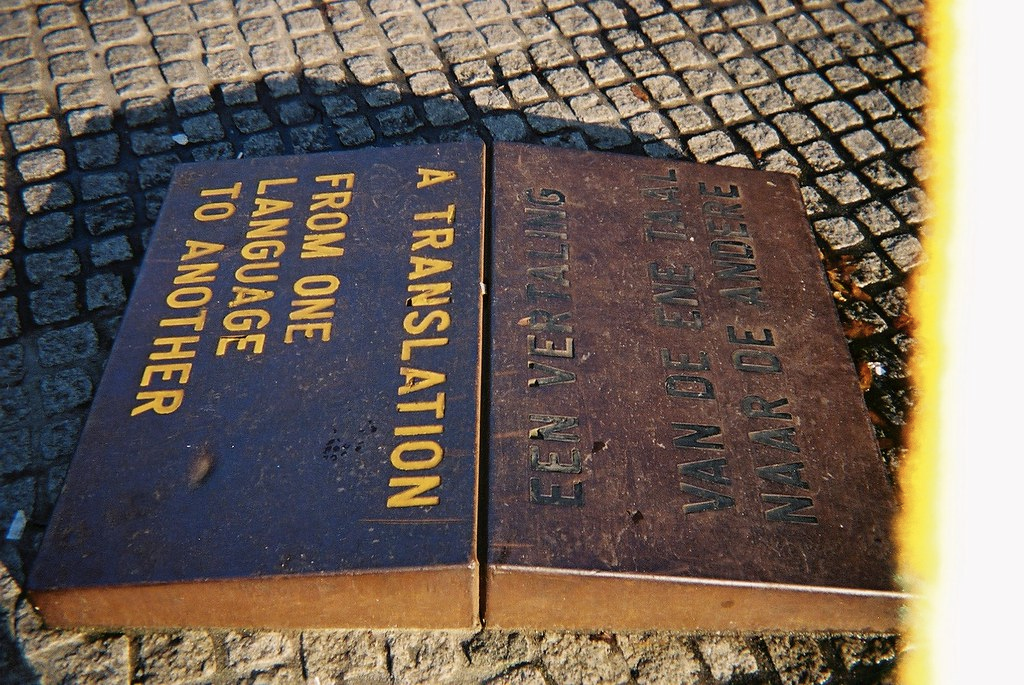 A TRANSLATION
FROM ONE
LANGUAGE
TO ANOTHER
EEN VERTALING
VAN DE ENE TAAL
NAAR DE ANDERE